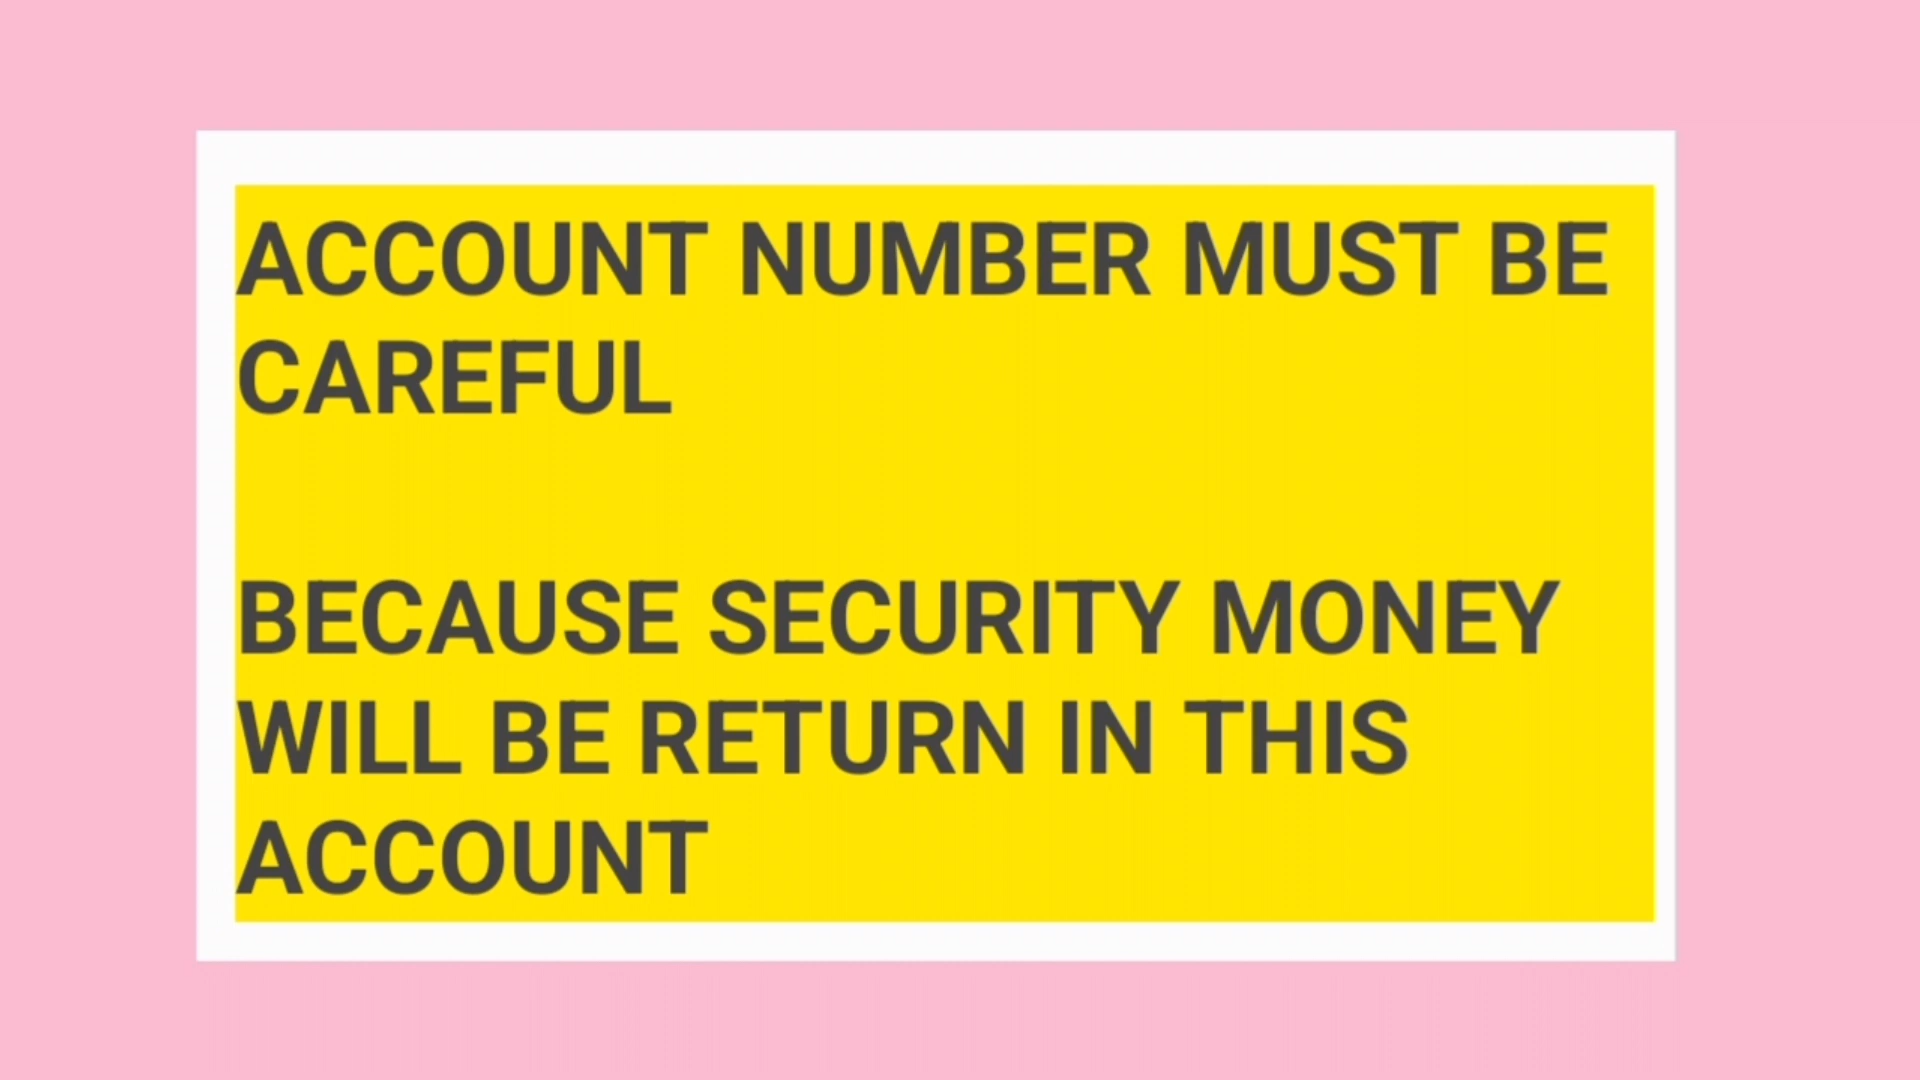 ACCOUNT NUMBER MUST BE
CAREFUL
BECAUSE SECURITY MONEY
WILL BE RETURN IN THIS
ACCOUNT